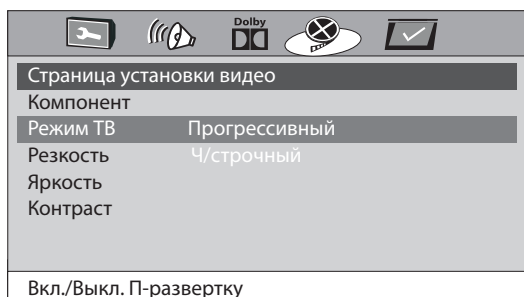 Dolby
Страница установки видео
Компонент
Режим ТВ Прогрессивный
Резкость Ч/строчный
Яркость
Контраст
Вкл./Выкл. П-развертку